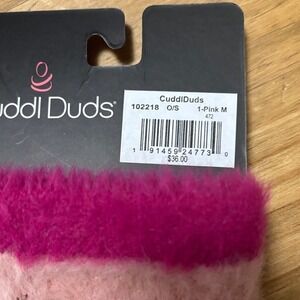 uddl Duds®
CuddlDuds
102218 O/S 1-Pink M
472
1 91459 24773 0
$36.00